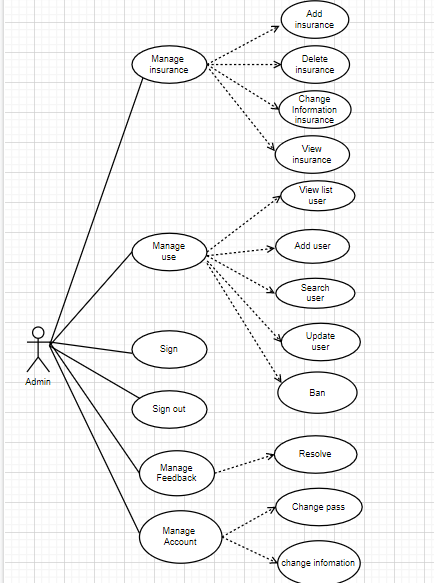 Add
insurance
Manage
insurance
Delete
insurance
Change
Information
insurance
View
insurance
View list
user
Manage
use
Add user
Search
user
Update
user
Sign
Admin
Ban
Sign out
Manage
Feedback
Resolve
Manage
Account
Change pass
change infomation